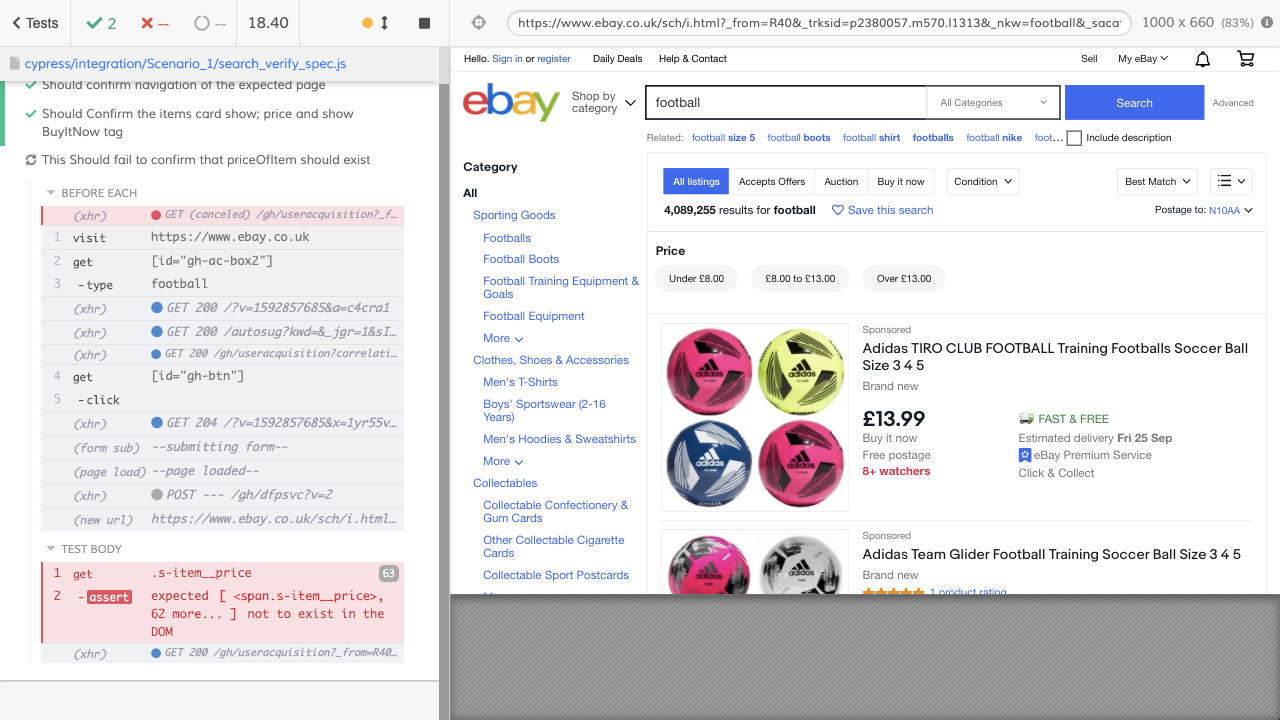 Tests
2
--
--
18.40
cypress/integration/Scenario_1/search_verify_spec.js
Should confirm navigation of the expected page
Should Confirm the items card show; price and show
BuyItNow tag
This Should fail to confirm that priceOfItem should exist
BEFORE EACH
(xhr) GET (canceled) /gh/useracquisition?_f...
1 visit https://www.ebay.co.uk
2 get [id="gh-ac-box2"]
3 -type football
(xhr) GET 200 /?v=1592857685&a=c4cra1
(xhr) GET 200 /autosug?kwd=&_jgr=1&sI...
(xhr) GET 200 /gh/useracquisition?correlati...
4 get [id="gh-btn"]
5 -click
(xhr) GET 204 /?v=1592857685&x=1yr55v...
(form sub) --submitting form--
(page load) --page loaded--
(xhr) POST --- /gh/dfpsvc?v=2
(new url) https://www.ebay.co.uk/sch/i.html...
TEST BODY
1 get .s-item__price 63
2 -assert expected [ <span.s-item__price>,
62 more... ] not to exist in the
DOM
(xhr) GET 200 /gh/useracquisition?_from=R40...
https://www.ebay.co.uk/sch/i.html?_from=R40&_trksid=p2380057.m570.l1313&_nkw=football&_saca
1000 x 660 (83%)
Hello. Sign in or register Daily Deals Help & Contact Sell My eBay
ebay Shop by
category
football All Categories Search Advanced
Related: football size 5 football boots football shirt footballs football nike foot... Include description
Category
All
Sporting Goods
Footballs
Football Boots
Football Training Equipment &
Goals
Football Equipment
More
Clothes, Shoes & Accessories
Men's T-Shirts
Boys' Sportswear (2-16
Years)
Men's Hoodies & Sweatshirts
More
Collectables
Collectable Confectionery &
Gum Cards
Other Collectable Cigarette
Cards
Collectable Sport Postcards
All listings Accepts Offers Auction Buy it now Condition Best Match
4,089,255 results for football Save this search Postage to: N10AA
Price
Under £8.00 £8.00 to £13.00 Over £13.00
Sponsored
Adidas TIRO CLUB FOOTBALL Training Footballs Soccer Ball
Size 3 4 5
Brand new
£13.99
Buy it now
Free postage
8+ watchers
FAST & FREE
Estimated delivery Fri 25 Sep
eBay Premium Service
Click & Collect
adidas
adidas
adidas
adidas
Sponsored
Adidas Team Glider Football Training Soccer Ball Size 3 4 5
Brand new
1 product rating